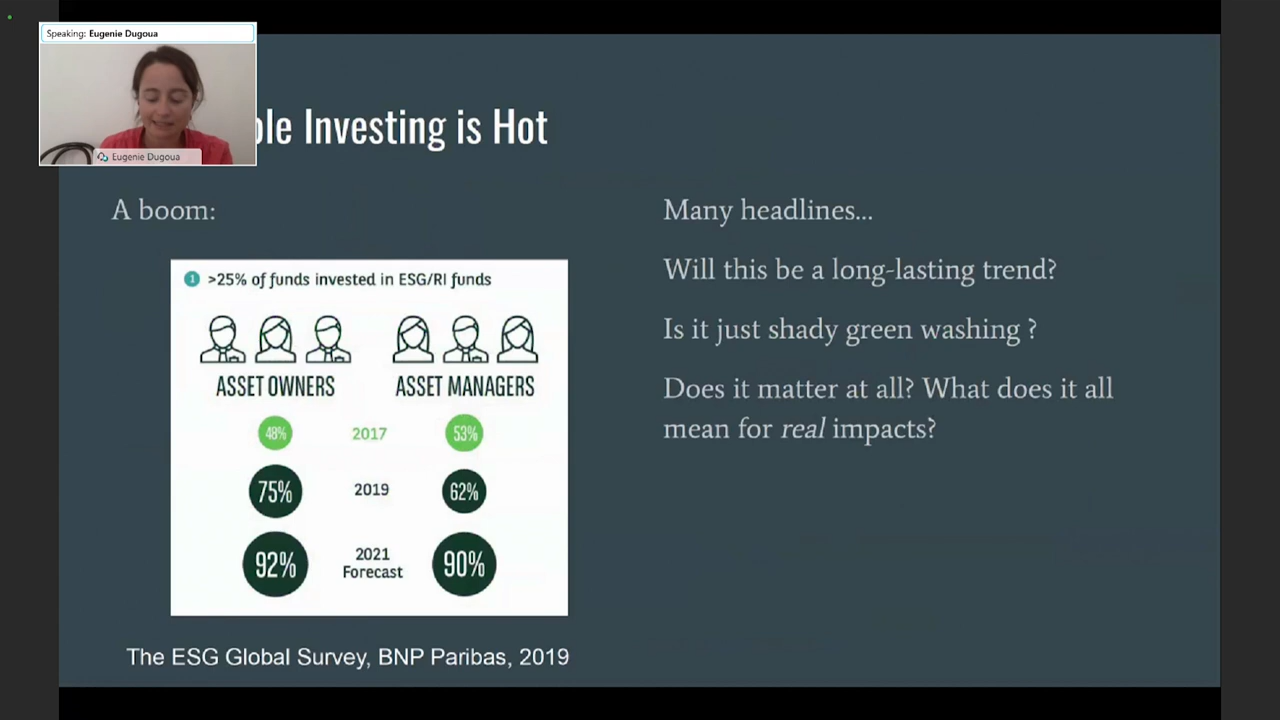 Speaking: Eugenie Dugoua
Eugenie Dugoua
Investing is Hot
A boom:
1 >25% of funds invested in ESG/RI funds
ASSET OWNERS ASSET MANAGERS
48% 2017 53%
75% 2019 62%
92% 2021 Forecast 90%
The ESG Global Survey, BNP Paribas, 2019
Many headlines...
Will this be a long-lasting trend?
Is it just shady green washing ?
Does it matter at all? What does it all
mean for real impacts?